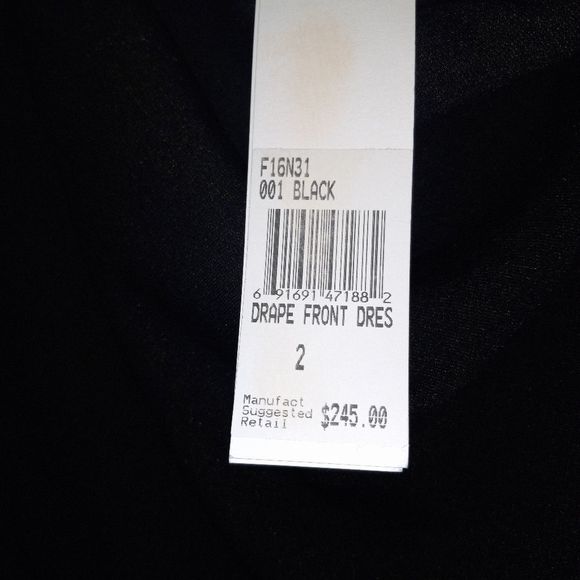 F16N31
001 BLACK
6 91691 47188 2
DRAPE FRONT DRES
2
Manufact
Suggested
Retail
$245.00